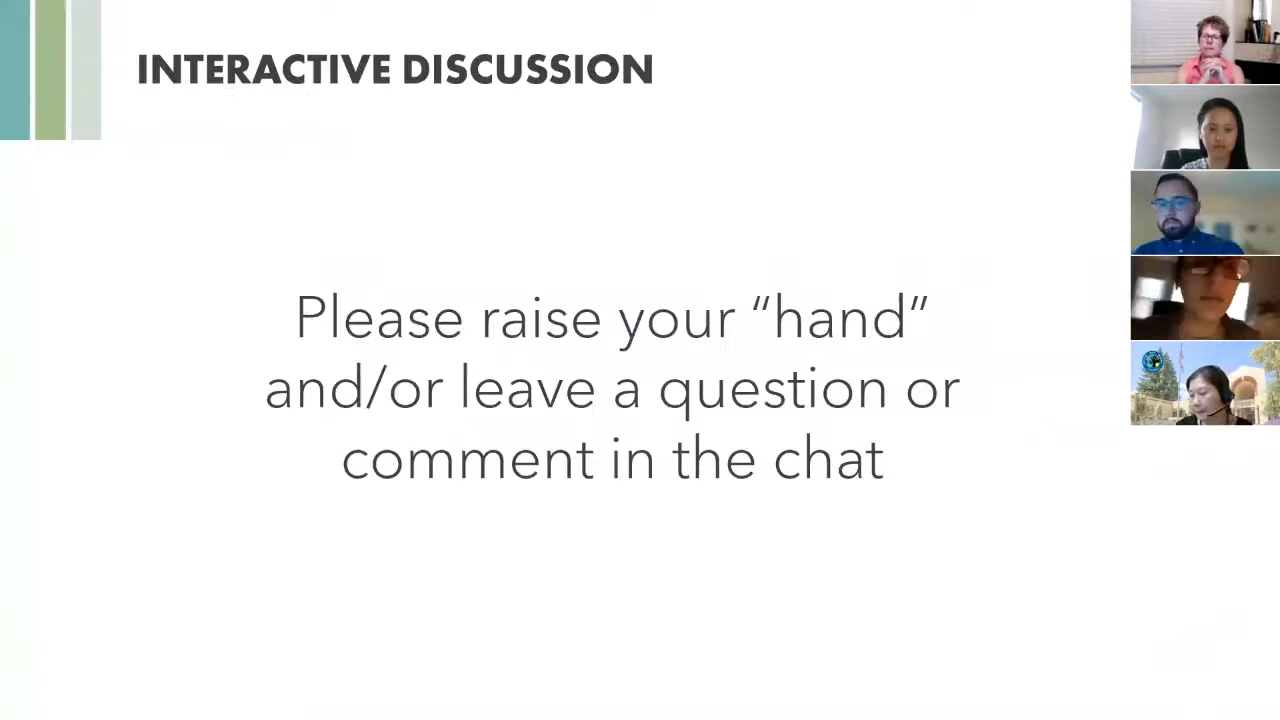 INTERACTIVE DISCUSSION
Please raise your “hand”
and/or leave a question or
comment in the chat